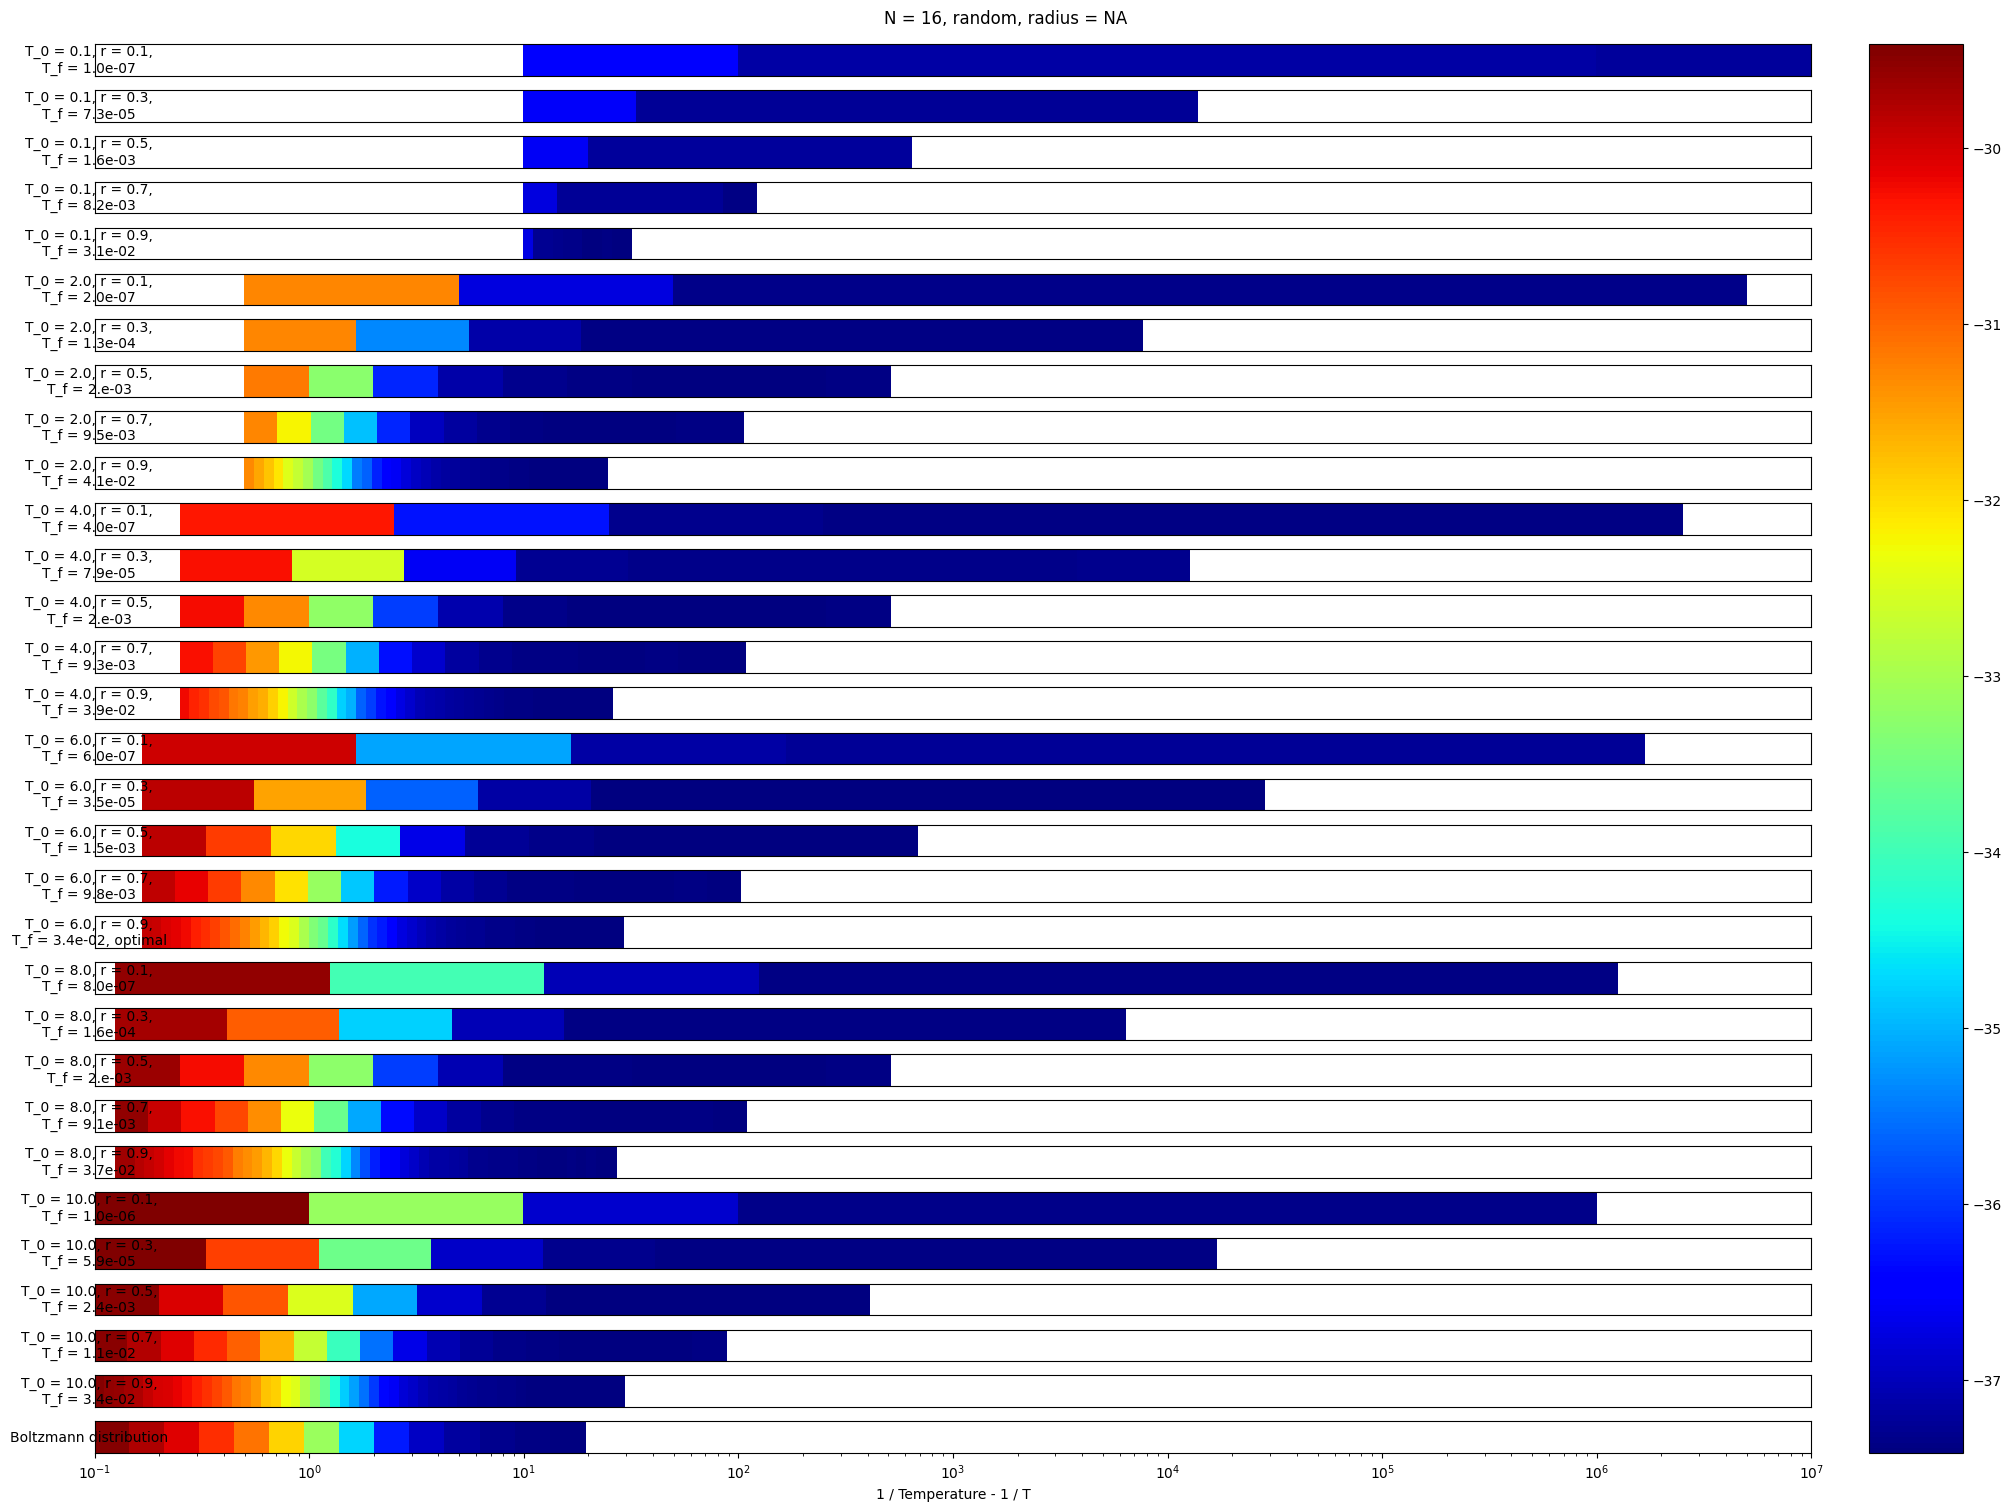 N = 16, random, radius = NA
T_0 = 0.1, r = 0.1,
T_f = 1.0e-07
T_0 = 0.1, r = 0.3,
T_f = 7.3e-05
T_0 = 0.1, r = 0.5,
T_f = 1.6e-03
T_0 = 0.1, r = 0.7,
T_f = 8.2e-03
T_0 = 0.1, r = 0.9,
T_f = 3.1e-02
T_0 = 2.0, r = 0.1,
T_f = 2.0e-07
T_0 = 2.0, r = 0.3,
T_f = 1.3e-04
T_0 = 2.0, r = 0.5,
T_f = 2.e-03
T_0 = 2.0, r = 0.7,
T_f = 9.5e-03
T_0 = 2.0, r = 0.9,
T_f = 4.1e-02
T_0 = 4.0, r = 0.1,
T_f = 4.0e-07
T_0 = 4.0, r = 0.3,
T_f = 7.9e-05
T_0 = 4.0, r = 0.5,
T_f = 2.e-03
T_0 = 4.0, r = 0.7,
T_f = 9.3e-03
T_0 = 4.0, r = 0.9,
T_f = 3.9e-02
T_0 = 6.0, r = 0.1,
T_f = 6.0e-07
T_0 = 6.0, r = 0.3,
T_f = 3.5e-05
T_0 = 6.0, r = 0.5,
T_f = 1.5e-03
T_0 = 6.0, r = 0.7,
T_f = 9.8e-03
T_0 = 6.0, r = 0.9,
T_f = 3.4e-02, optimal
T_0 = 8.0, r = 0.1,
T_f = 8.0e-07
T_0 = 8.0, r = 0.3,
T_f = 1.6e-04
T_0 = 8.0, r = 0.5,
T_f = 2.e-03
T_0 = 8.0, r = 0.7,
T_f = 9.1e-03
T_0 = 8.0, r = 0.9,
T_f = 3.7e-02
T_0 = 10.0, r = 0.1,
T_f = 1.0e-06
T_0 = 10.0, r = 0.3,
T_f = 5.9e-05
T_0 = 10.0, r = 0.5,
T_f = 2.4e-03
T_0 = 10.0, r = 0.7,
T_f = 1.1e-02
T_0 = 10.0, r = 0.9,
T_f = 3.4e-02
Boltzmann distribution
10⁻¹ 10⁰ 10¹ 10² 10³ 10⁴ 10⁵ 10⁶ 10⁷
1 / Temperature - 1 / T
−30
−31
−32
−33
−34
−35
−36
−37